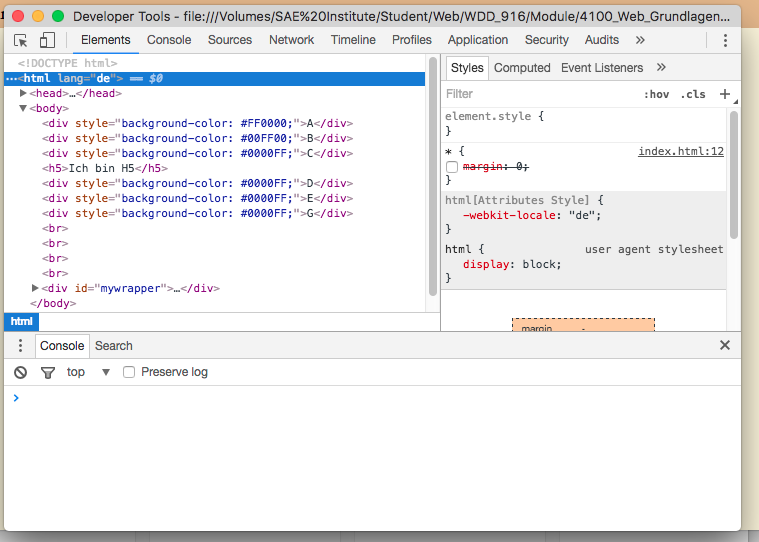 Developer Tools - file:///Volumes/SAE%20Institute/Student/Web/WDD_916/Module/4100_Web_Grundlagen...
Elements Console Sources Network Timeline Profiles Application Security Audits »
<!DOCTYPE html>
···<html lang="de"> == $0
▶<head>…</head>
▼<body>
<div style="background-color: #FF0000;">A</div>
<div style="background-color: #00FF00;">B</div>
<div style="background-color: #0000FF;">C</div>
<h5>Ich bin H5</h5>
<div style="background-color: #0000FF;">D</div>
<div style="background-color: #0000FF;">E</div>
<div style="background-color: #0000FF;">G</div>
<br>
<br>
<br>
<br>
▶<div id="mywrapper">…</div>
</body>
html
Styles Computed Event Listeners »
Filter :hov .cls +
element.style {
}
* { index.html:12
margin: 0;
}
html[Attributes Style] {
-webkit-locale: "de";
}
html { user agent stylesheet
display: block;
}
margin -
Console Search
top ▼ Preserve log
>